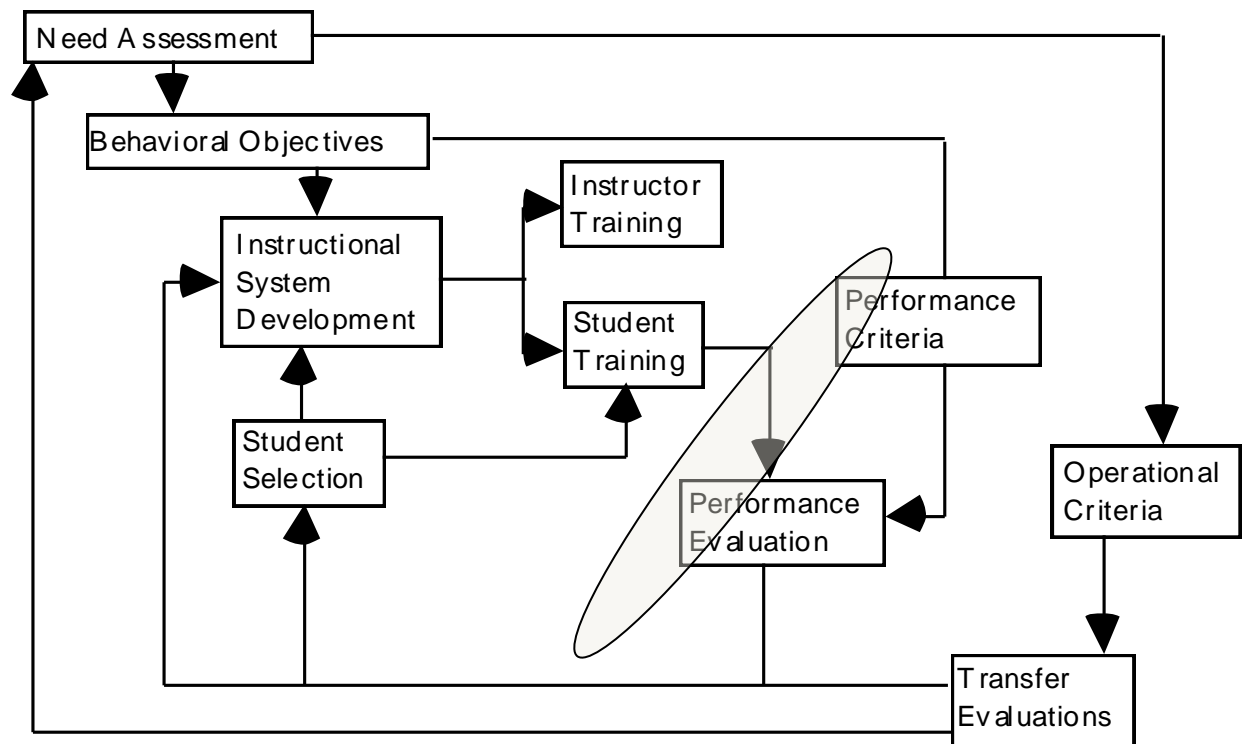 Need Assessment
Behavioral Objectives
Instructor
Training
Instructional
System
Development
Performance
Criteria
Student
Training
Student
Selection
Operational
Criteria
Performance
Evaluation
Transfer
Evaluations